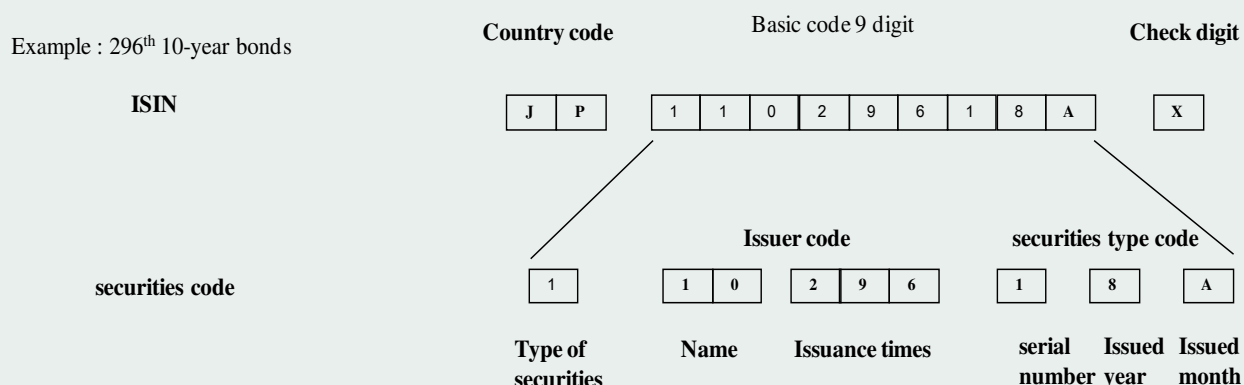 Country code Basic code 9 digit Check digit
Example : 296th 10-year bonds
ISIN J P 1 1 0 2 9 6 1 8 A X
Issuer code securities type code
securities code 1 1 0 2 9 6 1 8 A
Type of securities Name Issuance times serial number Issued year Issued month